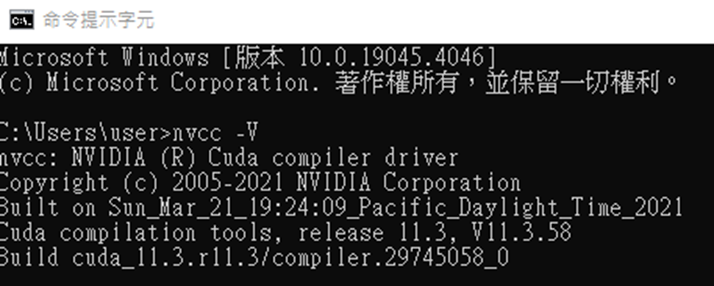 命令提示字元
Microsoft Windows [版本 10.0.19045.4046]
(c) Microsoft Corporation. 著作權所有，並保留一切權利。
C:\Users\user>nvcc -V
nvcc: NVIDIA (R) Cuda compiler driver
Copyright (c) 2005-2021 NVIDIA Corporation
Built on Sun_Mar_21_19:24:09_Pacific_Daylight_Time_2021
Cuda compilation tools, release 11.3, V11.3.58
Build cuda_11.3.r11.3/compiler.29745058_0